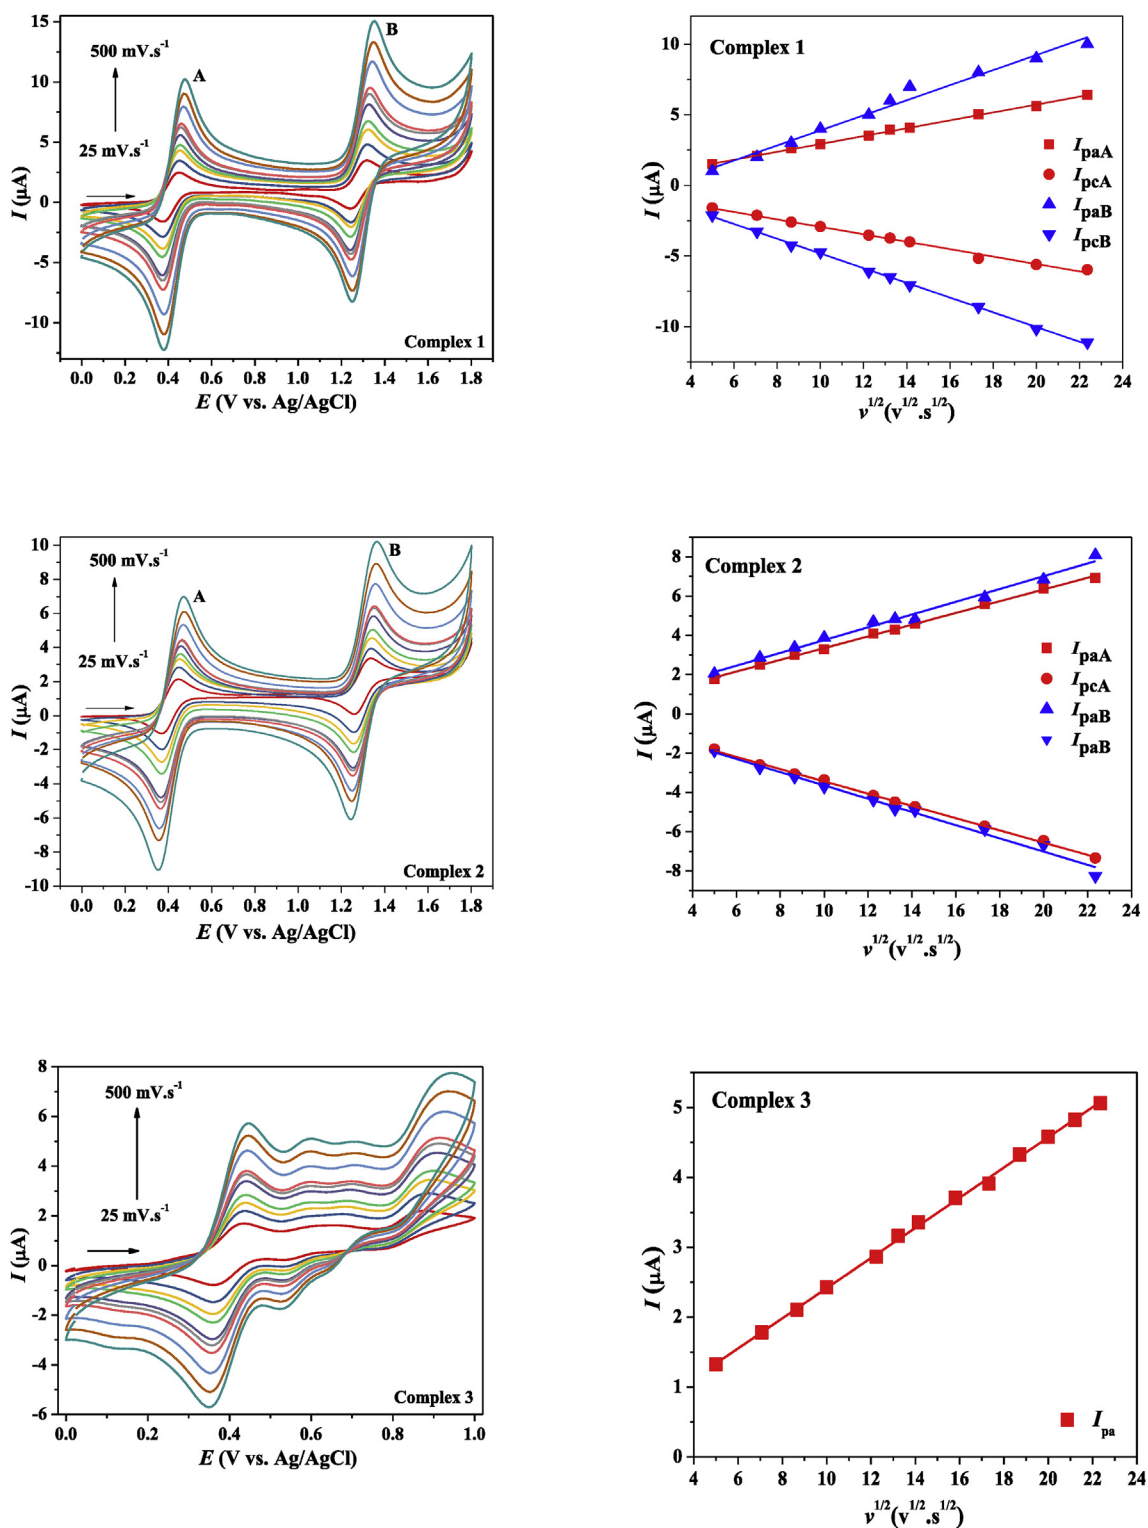 15
10
5
0
-5
-10
I (μA)
500 mV.s-1
25 mV.s-1
A
B
Complex 1
0.0 0.2 0.4 0.6 0.8 1.0 1.2 1.4 1.6 1.8
E (V vs. Ag/AgCl)
10
5
0
-5
-10
I (μA)
Complex 1
IpaA
IpcA
IpaB
IpcB
4 6 8 10 12 14 16 18 20 22 24
v1/2(v1/2.s1/2)
10
8
6
4
2
0
-2
-4
-6
-8
-10
I (μA)
500 mV.s-1
25 mV.s-1
A
B
Complex 2
0.0 0.2 0.4 0.6 0.8 1.0 1.2 1.4 1.6 1.8
E (V vs. Ag/AgCl)
8
6
4
2
0
-2
-4
-6
-8
I (μA)
Complex 2
IpaA
IpcA
IpaB
IpaB
4 6 8 10 12 14 16 18 20 22 24
v1/2(v1/2.s1/2)
8
6
4
2
0
-2
-4
-6
I (μA)
500 mV.s-1
25 mV.s-1
Complex 3
0.0 0.2 0.4 0.6 0.8 1.0
E (V vs. Ag/AgCl)
5
4
3
2
1
0
I (μA)
Complex 3
Ipa
4 6 8 10 12 14 16 18 20 22 24
v1/2(v1/2.s1/2)